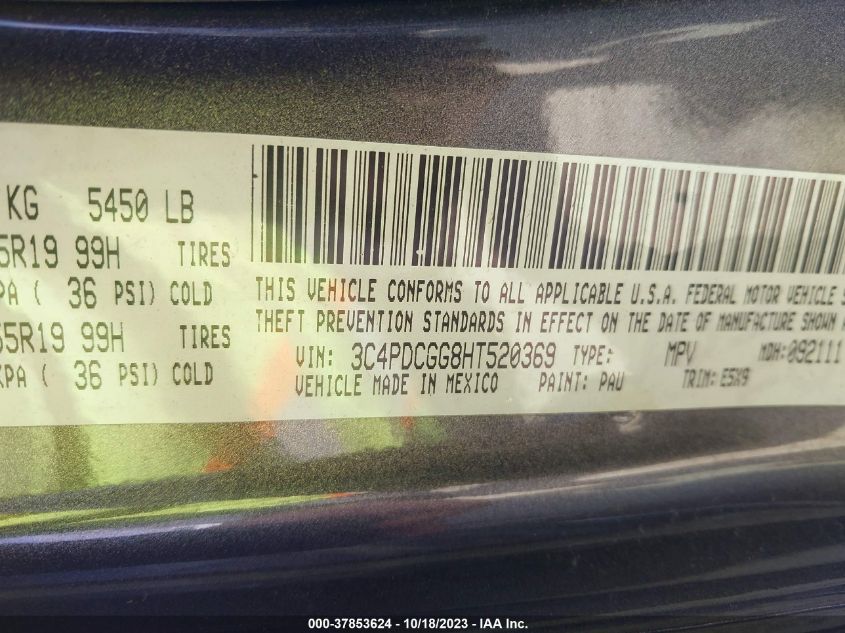 KG 5450 LB
5R19 99H TIRES
PA ( 36 PSI) COLD
55R19 99H TIRES
KPA ( 36 PSI) COLD
THIS VEHICLE CONFORMS TO ALL APPLICABLE U.S.A. FEDERAL MOTOR VEHICLE S
THEFT PREVENTION STANDARDS IN EFFECT ON THE DATE OF MANUFACTURE SHOWN A
VIN: 3C4PDCGG8HT520369 TYPE: MPV MDH:092111
VEHICLE MADE IN MEXICO PAINT: PAU TRIM: E5X9
000-37853624 - 10/18/2023 - IAA Inc.